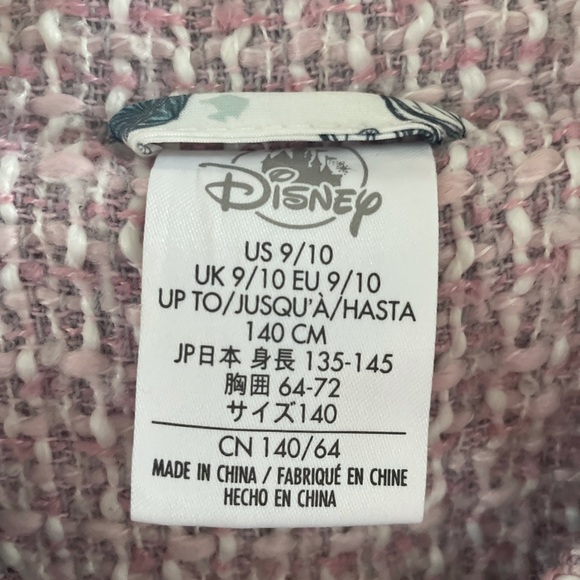 Disney
US 9/10
UK 9/10 EU 9/10
UP TO/JUSQU'À/HASTA
140 CM
JP日本 身長 135-145
胸囲 64-72
サイズ140
CN 140/64
MADE IN CHINA / FABRIQUÉ EN CHINE
HECHO EN CHINA